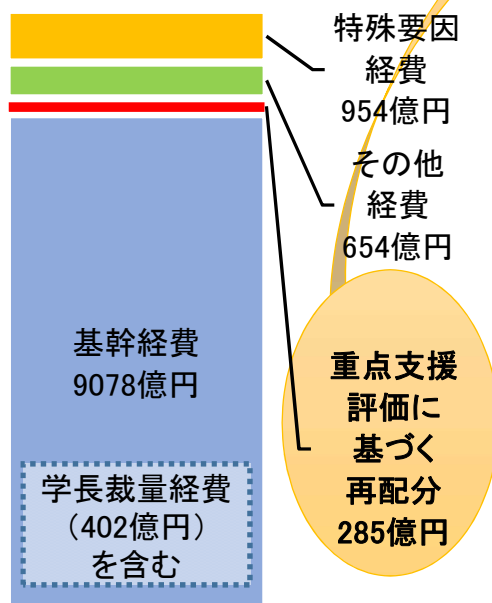 特殊要因
経費
954億円
その他
経費
654億円
基幹経費
9078億円
重点支援
評価に
基づく
再配分
285億円
学長裁量経費
（402億円）
を含む